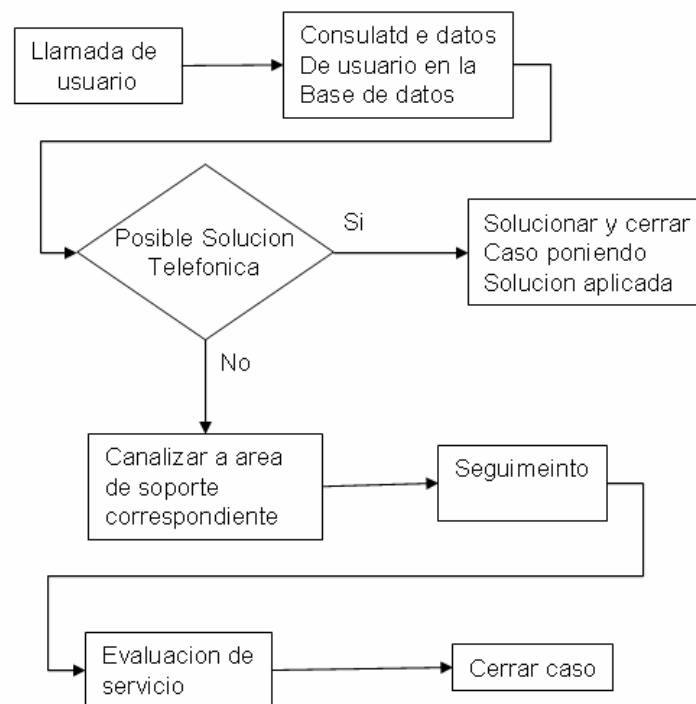 Llamada de
usuario
Consulatd e datos
De usuario en la
Base de datos
Posible Solucion
Telefonica
Si
Solucionar y cerrar
Caso poniendo
Solucion aplicada
No
Canalizar a area
de soporte
correspondiente
Seguimeinto
Evaluacion de
servicio
Cerrar caso